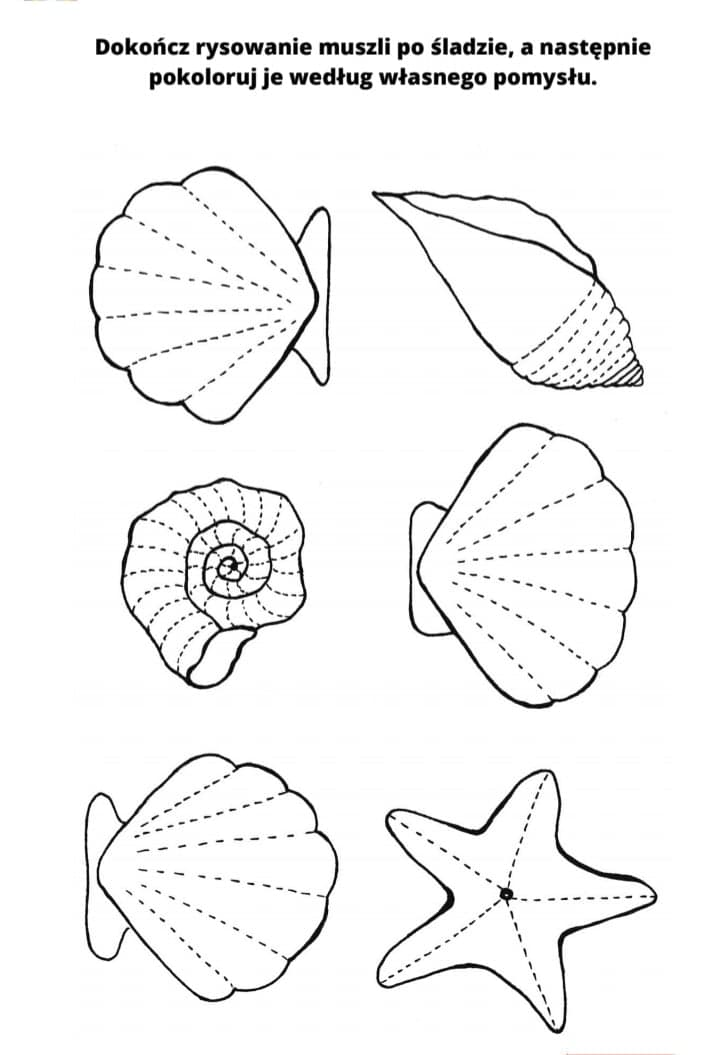 Dokończ rysowanie muszli po śladzie, a następnie
pokoloruj je według własnego pomysłu.